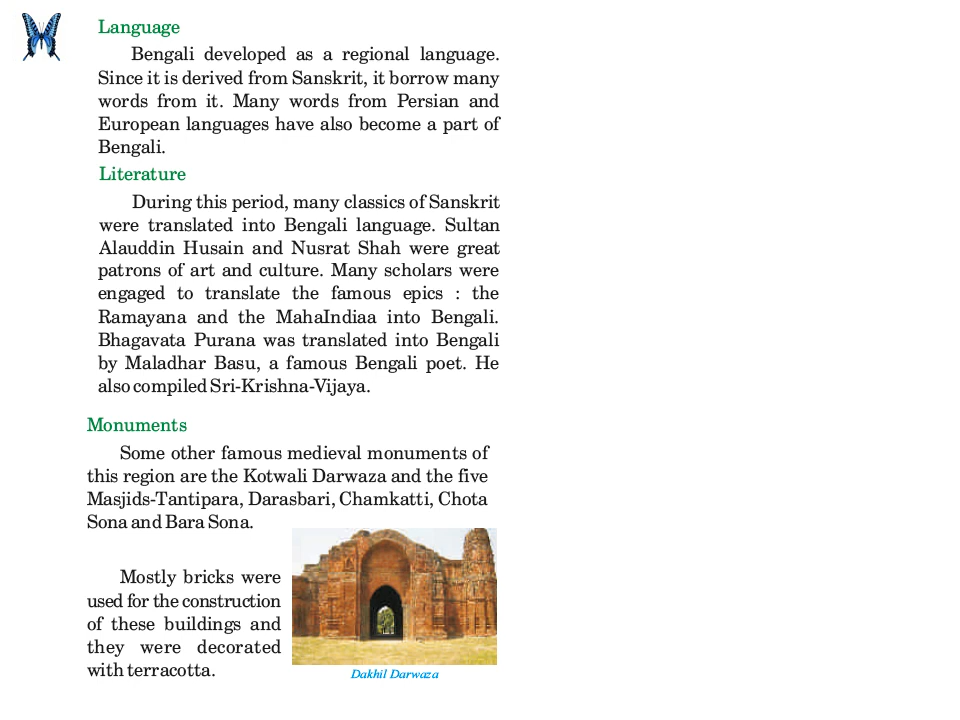 Language
Bengali developed as a regional language.
Since it is derived from Sanskrit, it borrow many
words from it. Many words from Persian and
European languages have also become a part of
Bengali.
Literature
During this period, many classics of Sanskrit
were translated into Bengali language. Sultan
Alauddin Husain and Nusrat Shah were great
patrons of art and culture. Many scholars were
engaged to translate the famous epics : the
Ramayana and the MahaIndiaa into Bengali.
Bhagavata Purana was translated into Bengali
by Maladhar Basu, a famous Bengali poet. He
also compiled Sri-Krishna-Vijaya.
Monuments
Some other famous medieval monuments of
this region are the Kotwali Darwaza and the five
Masjids-Tantipara, Darasbari, Chamkatti, Chota
Sona and Bara Sona.
Mostly bricks were
used for the construction
of these buildings and
they were decorated
with terracotta.
Dakhil Darwaza